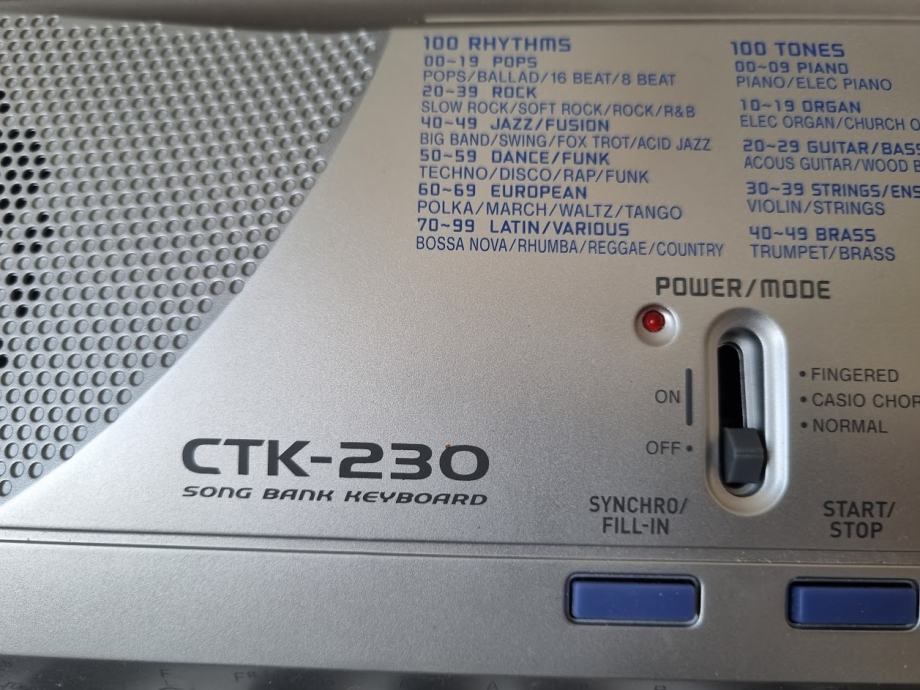 100 RHYTHMS
00~19 POPS
POPS/BALLAD/16 BEAT/8 BEAT
20~39 ROCK
SLOW ROCK/SOFT ROCK/ROCK/R&B
40~49 JAZZ/FUSION
BIG BAND/SWING/FOX TROT/ACID JAZZ
50~59 DANCE/FUNK
TECHNO/DISCO/RAP/FUNK
60~69 EUROPEAN
POLKA/MARCH/WALTZ/TANGO
70~99 LATIN/VARIOUS
BOSSA NOVA/RHUMBA/REGGAE/COUNTRY
100 TONES
00~09 PIANO
PIANO/ELEC PIANO
10~19 ORGAN
ELEC ORGAN/CHURCH O
20~29 GUITAR/BASS
ACOUS GUITAR/WOOD B
30~39 STRINGS/ENS
VIOLIN/STRINGS
40~49 BRASS
TRUMPET/BRASS
POWER/MODE
• FINGERED
ON
• CASIO CHOR
• NORMAL
OFF •
CTK-230
SONG BANK KEYBOARD
SYNCHRO/
FILL-IN
START/
STOP
F F#